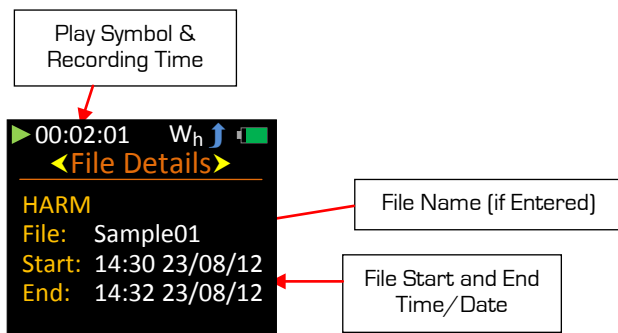 Play Symbol &
Recording Time
00:02:01 Wh
File Details
HARM
File: Sample01
Start: 14:30 23/08/12
End: 14:32 23/08/12
File Name (if Entered)
File Start and End
Time/Date